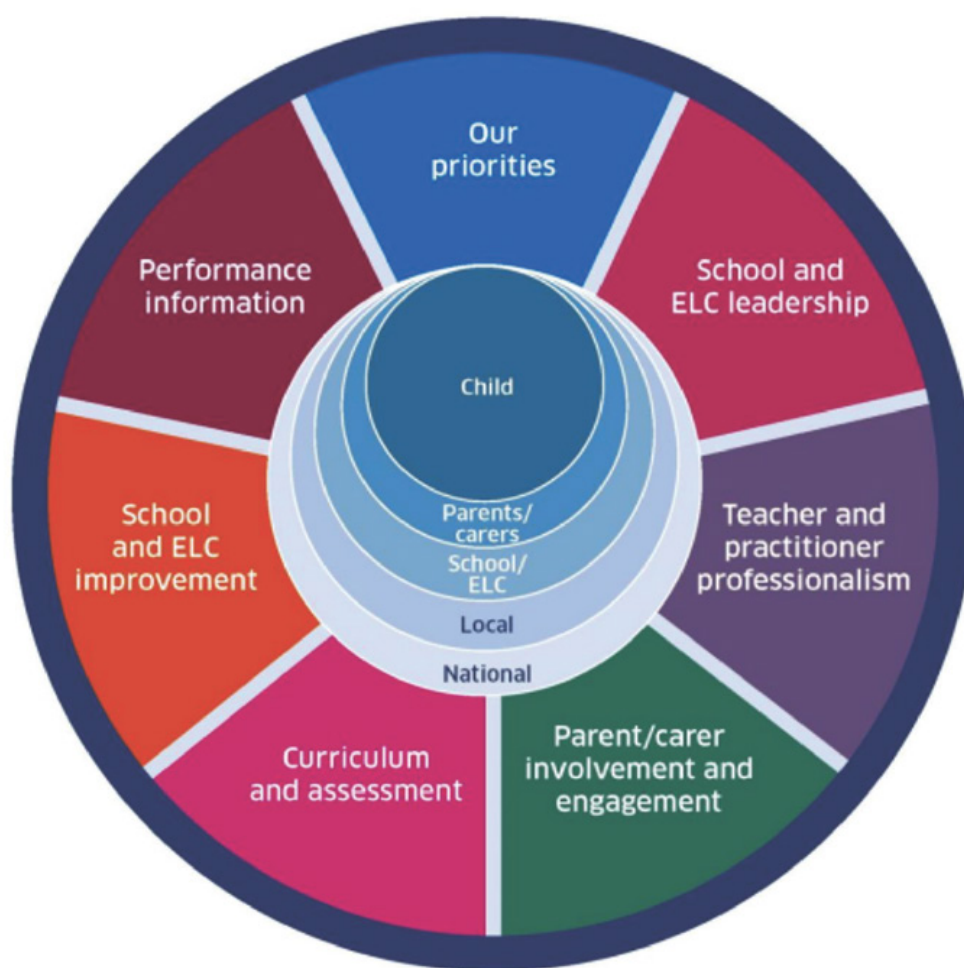 Our
priorities
School and
ELC leadership
Teacher and
practitioner
professionalism
Parent/carer
involvement and
engagement
Curriculum
and assessment
School
and ELC
improvement
Performance
information
Child
Parents/
carers
School/
ELC
Local
National